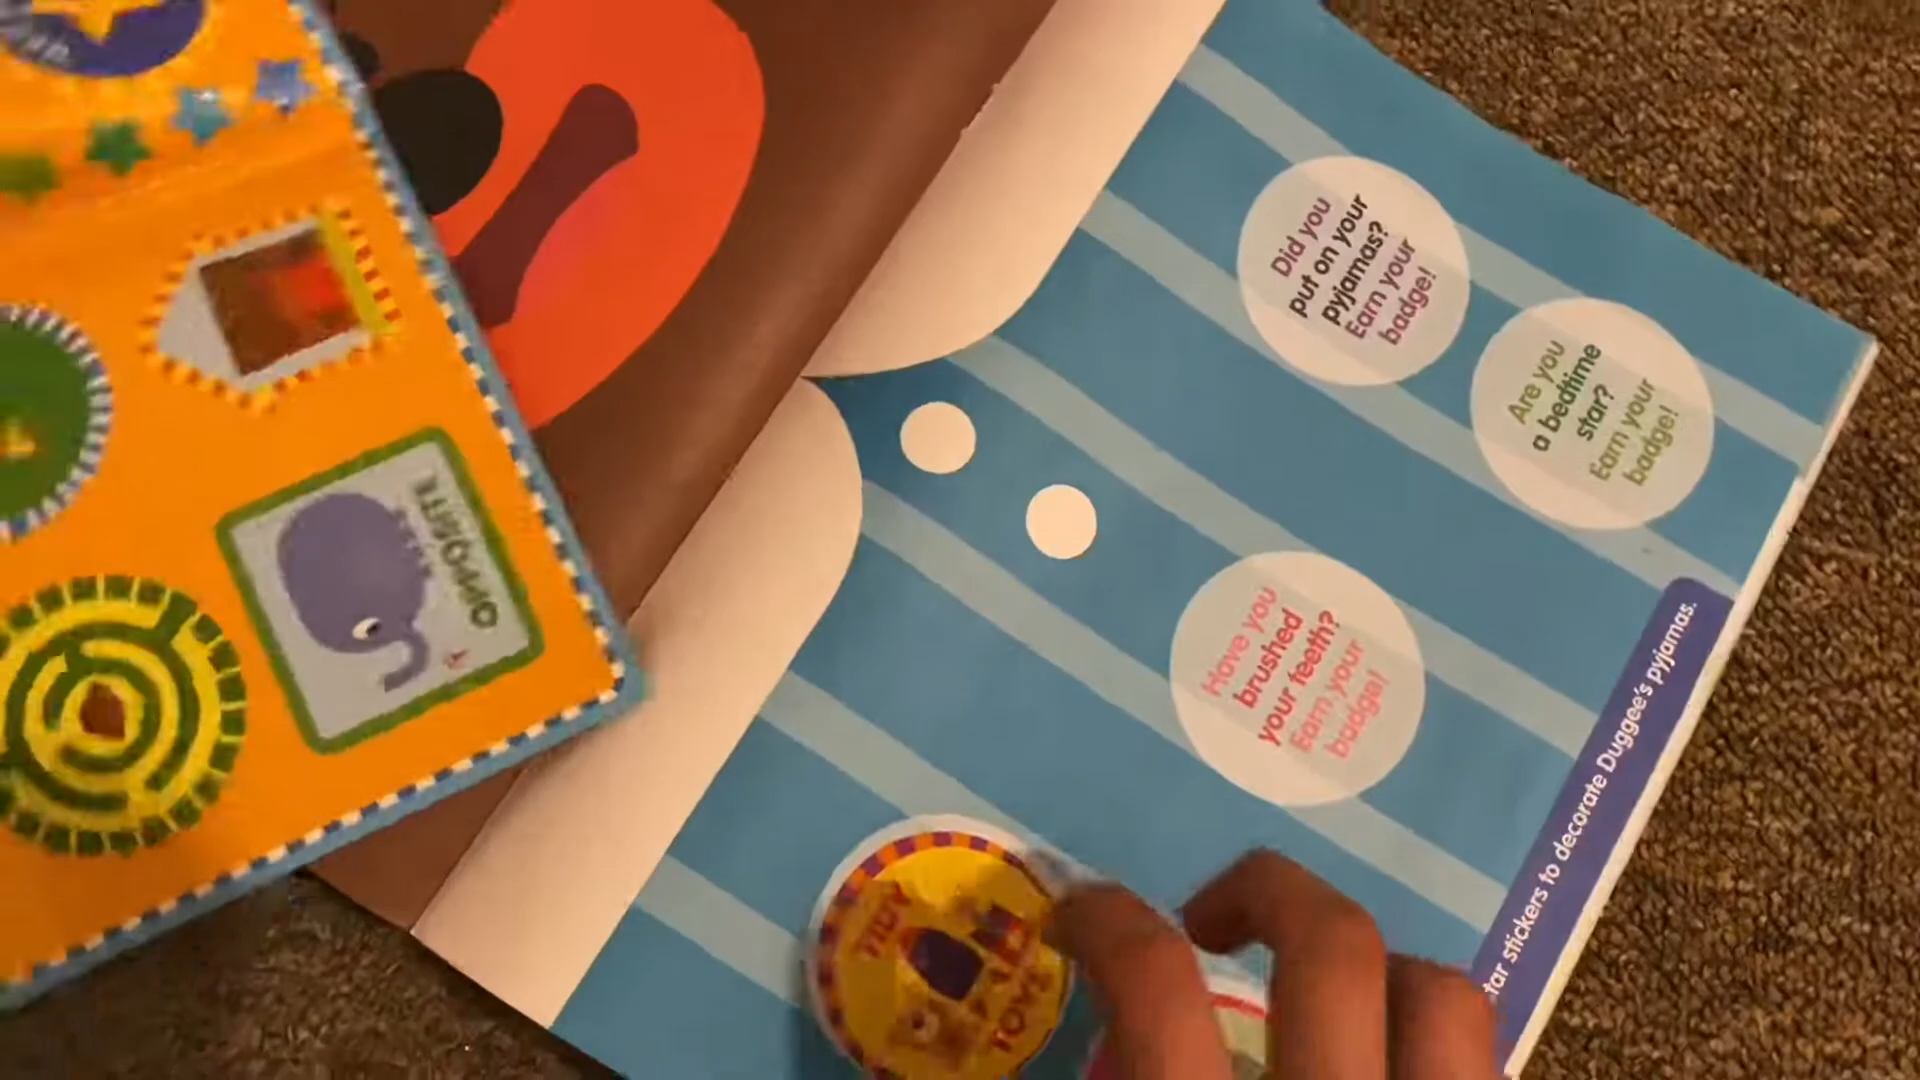 Did you
put on your
pyjamas?
Earn your
badge!
Are you
a bedtime
star?
Earn your
badge!
Have you
brushed
your teeth?
Earn your
badge!
tar stickers to decorate Duggee's pyjamas.
TIDY
TOYS
OPPOSITE